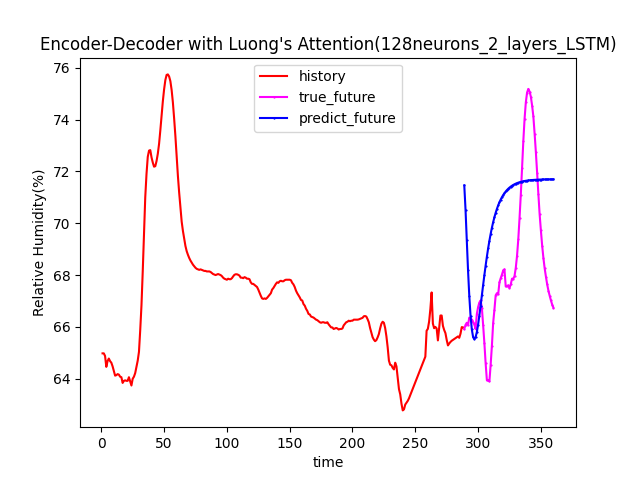 Encoder-Decoder with Luong's Attention(128neurons_2_layers_LSTM)
history
true_future
predict_future
Relative Humidity(%)
76
74
72
70
68
66
64
0
50
100
150
200
250
300
350
time